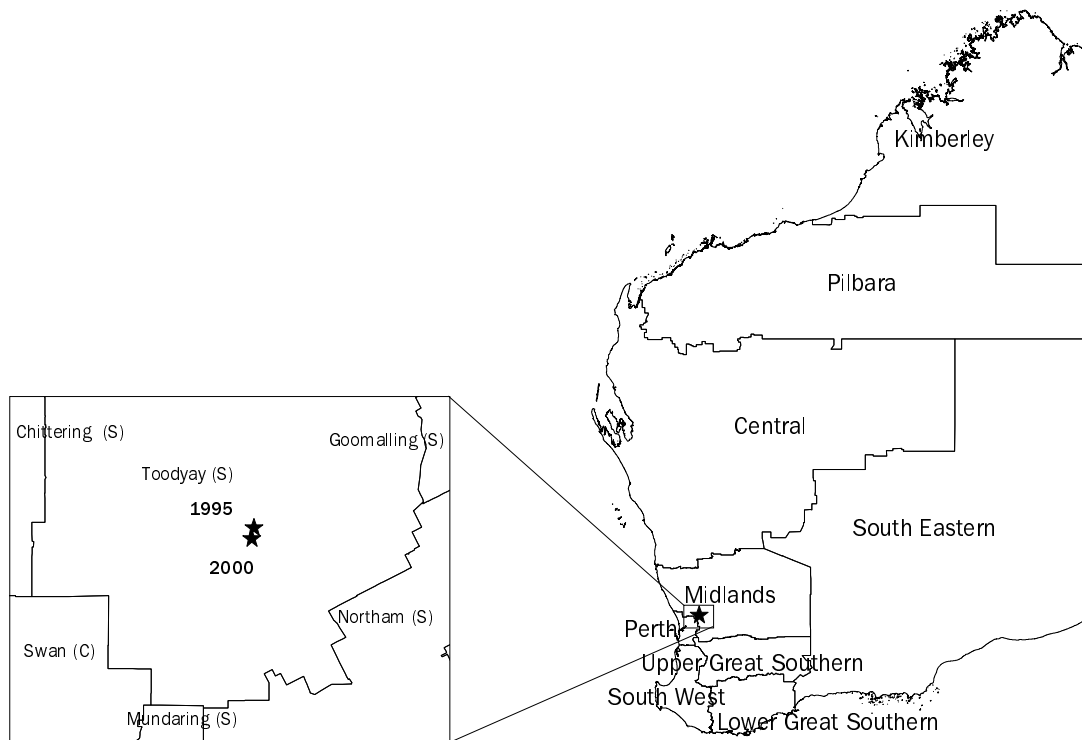 Kimberley
Pilbara
Central
South Eastern
Midlands
Perth
Upper Great Southern
South West
Lower Great Southern
Chittering (S)
Goomalling (S)
Toodyay (S)
1995
2000
Northam (S)
Swan (C)
Mundaring (S)